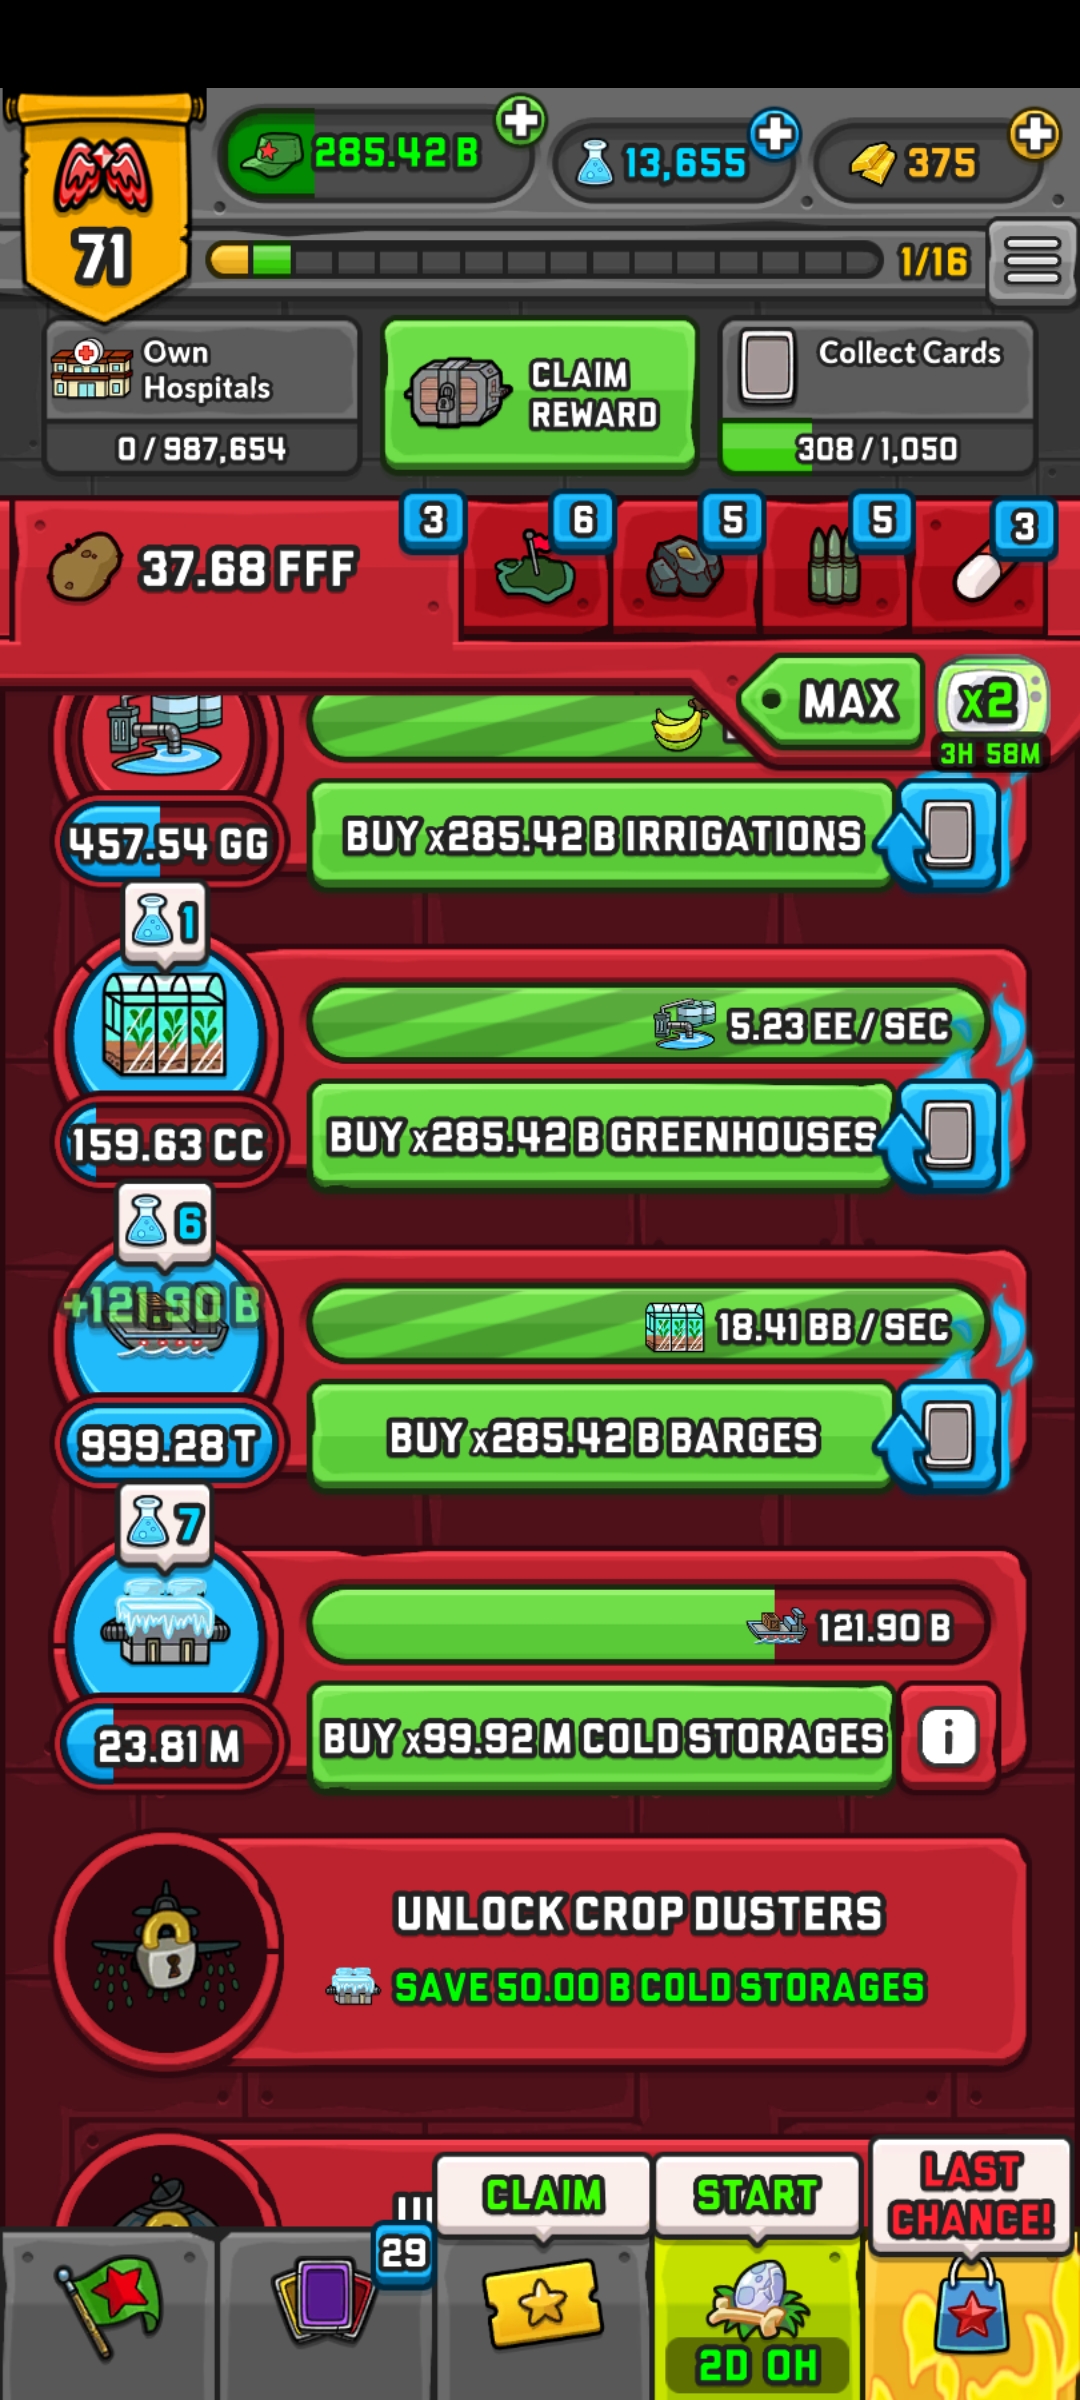 71
285.42 B
13,655
375
1/16
Own
Hospitals
0 / 987,654
CLAIM
REWARD
Collect Cards
308 / 1,050
37.68 FFF
3
6
5
5
3
MAX
x2
3H 58M
457.54 GG
BUY x285.42 B IRRIGATIONS
1
5.23 EE / SEC
159.63 CC
BUY x285.42 B GREENHOUSES
6
+121.90 B
18.41 BB / SEC
999.28 T
BUY x285.42 B BARGES
7
121.90 B
23.81 M
BUY x99.92 M COLD STORAGES
i
UNLOCK CROP DUSTERS
SAVE 50.00 B COLD STORAGES
CLAIM
START
LAST
CHANCE!
29
2D 0H